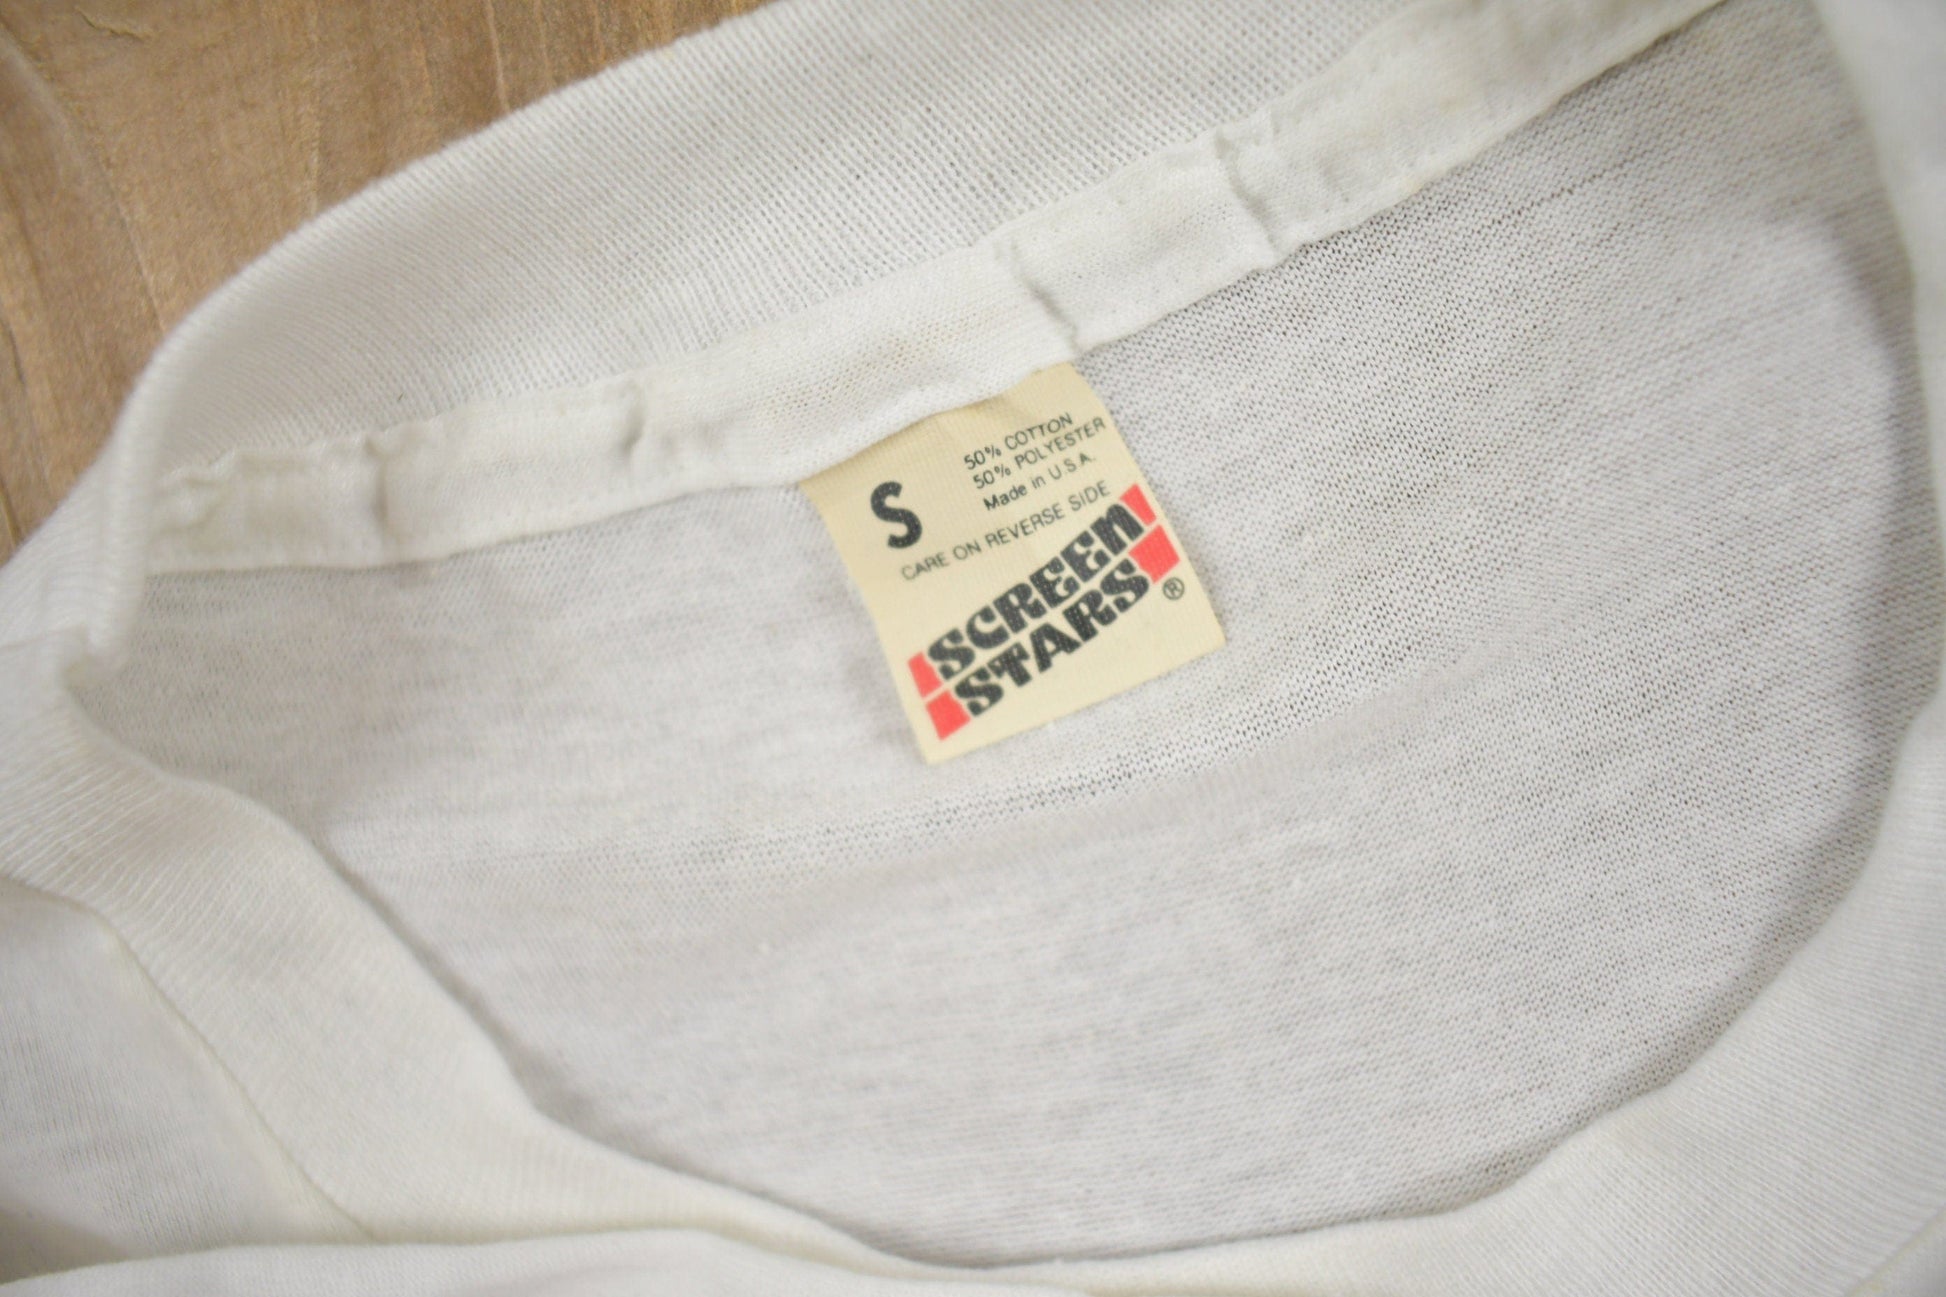 S
50% COTTON
50% POLYESTER
Made in U.S.A.
CARE ON REVERSE SIDE
SCREEN
STARS®